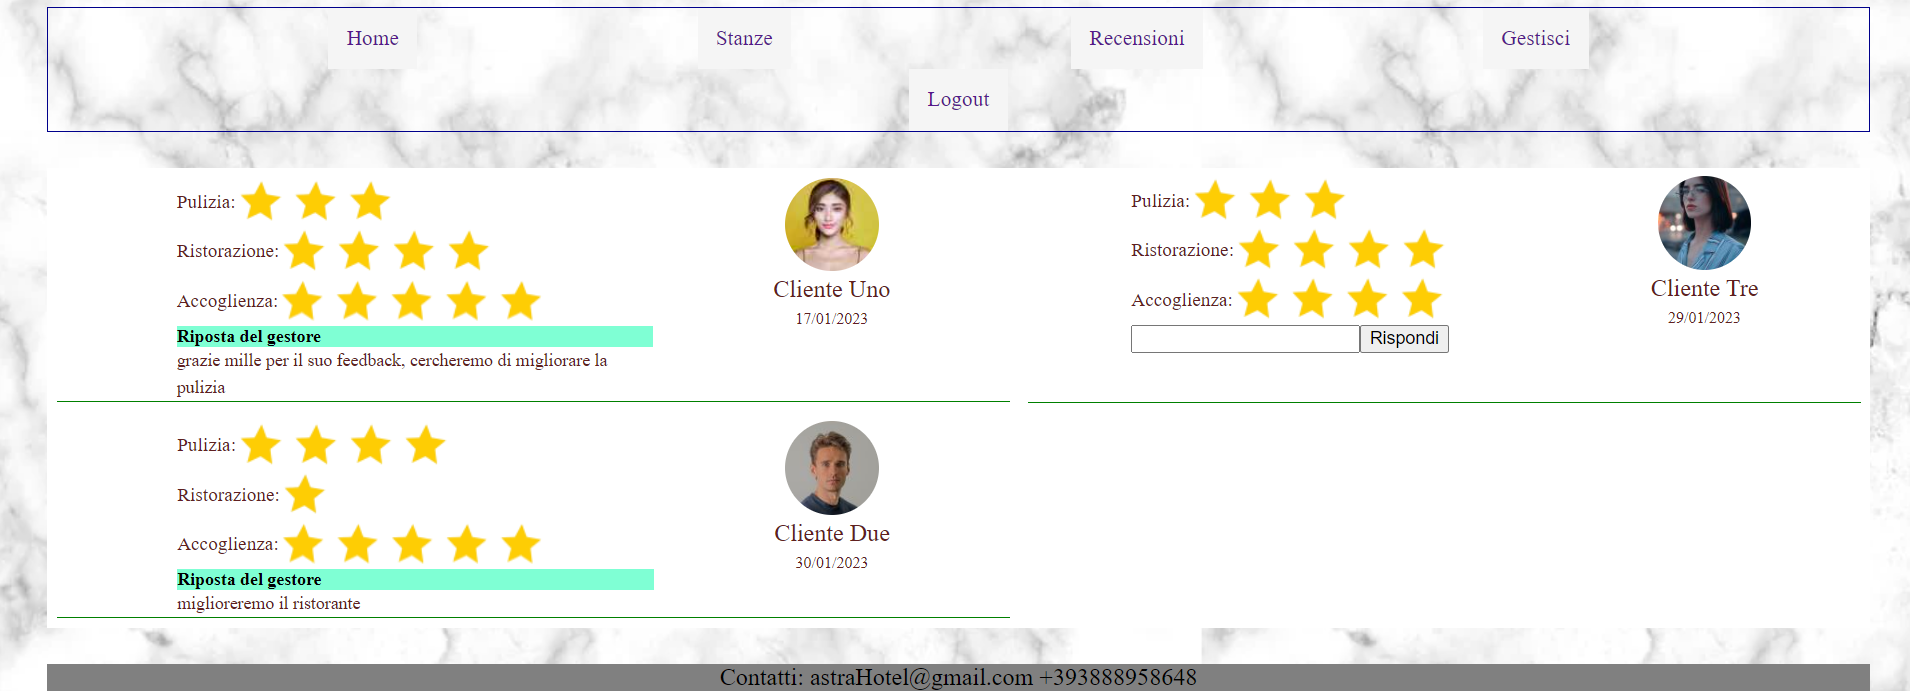 Home
Stanze
Recensioni
Gestisci
Logout
Pulizia:
Ristorazione:
Accoglienza:
Riposta del gestore
grazie mille per il suo feedback, cercheremo di migliorare la
pulizia
Cliente Uno
17/01/2023
Pulizia:
Ristorazione:
Accoglienza:
Rispondi
Cliente Tre
29/01/2023
Pulizia:
Ristorazione:
Accoglienza:
Riposta del gestore
miglioreremo il ristorante
Cliente Due
30/01/2023
Contatti: astraHotel@gmail.com +393888958648